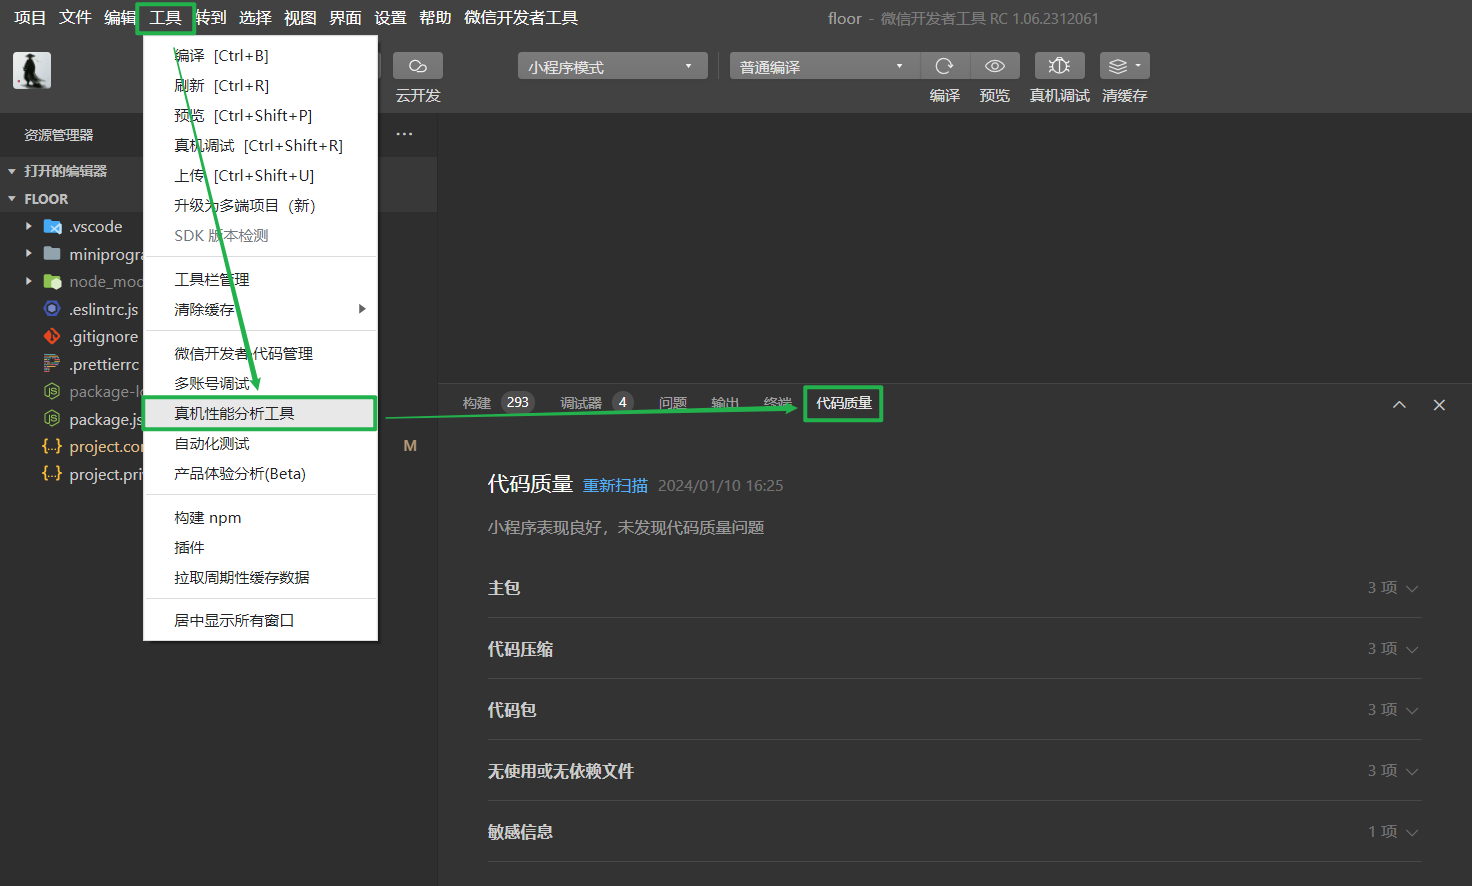 项目 文件 编辑 工具 转到 选择 视图 界面 设置 帮助 微信开发者工具
floor - 微信开发者工具 RC 1.06.2312061
云开发
小程序模式
普通编译
编译
预览
真机调试
清缓存
资源管理器
打开的编辑器
FLOOR
.vscode
miniprogra
node_mod
.eslintrc.js
.gitignore
.prettierrc
package-lo
package.js
project.con
M
project.priv
编译 [Ctrl+B]
刷新 [Ctrl+R]
预览 [Ctrl+Shift+P]
真机调试 [Ctrl+Shift+R]
上传 [Ctrl+Shift+U]
升级为多端项目（新）
SDK 版本检测
工具栏管理
清除缓存
微信开发者·代码管理
多账号调试
真机性能分析工具
自动化测试
产品体验分析(Beta)
构建 npm
插件
拉取周期性缓存数据
居中显示所有窗口
构建 293 调试器 4 问题 输出 终端 代码质量
代码质量 重新扫描 2024/01/10 16:25
小程序表现良好，未发现代码质量问题
主包 3 项
代码压缩 3 项
代码包 3 项
无使用或无依赖文件 3 项
敏感信息 1 项